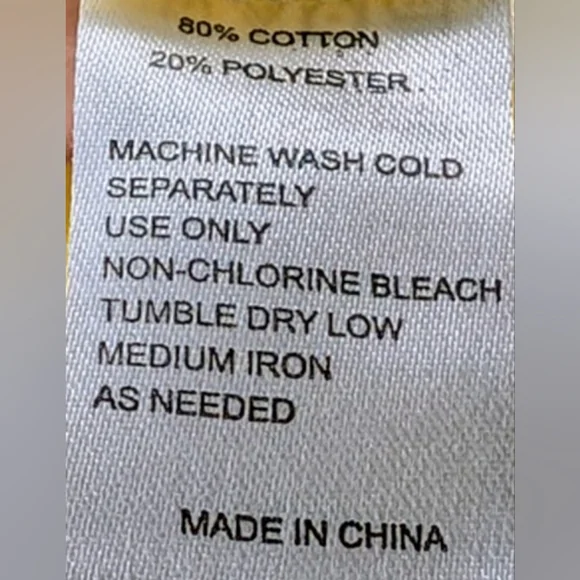 80% COTTON
20% POLYESTER
MACHINE WASH COLD
SEPARATELY
USE ONLY
NON-CHLORINE BLEACH
TUMBLE DRY LOW
MEDIUM IRON
AS NEEDED
MADE IN CHINA